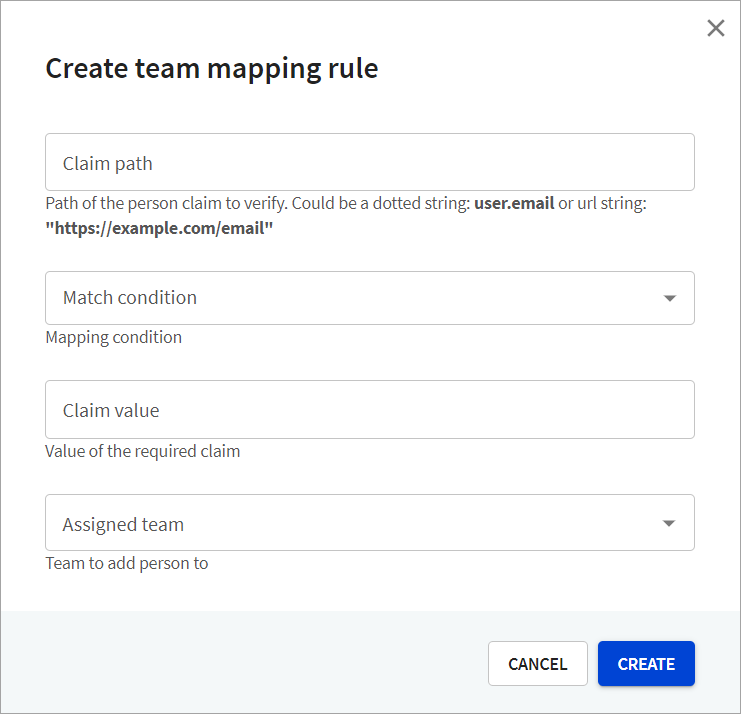 Create team mapping rule
Claim path
Path of the person claim to verify. Could be a dotted string: user.email or url string:
"https://example.com/email"
Match condition
Mapping condition
Claim value
Value of the required claim
Assigned team
Team to add person to
CANCEL CREATE